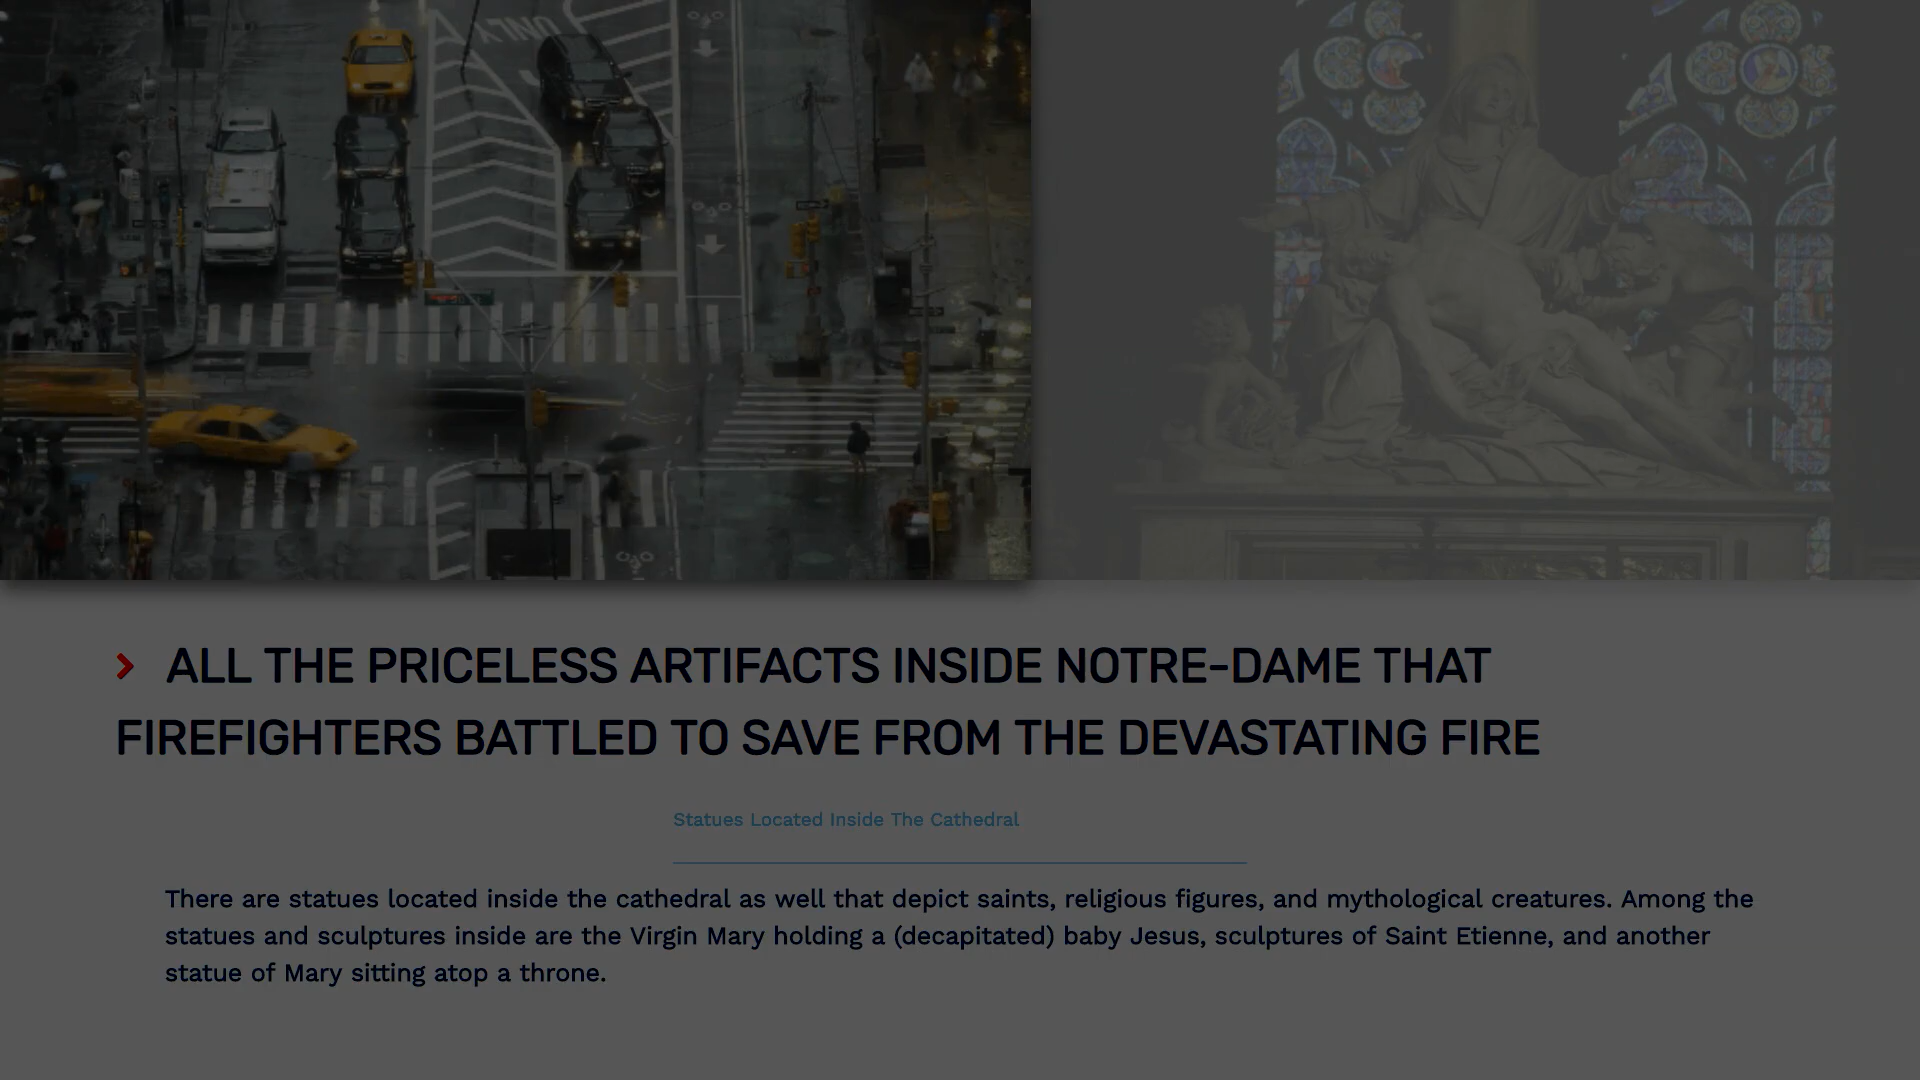 ONLY
ALL THE PRICELESS ARTIFACTS INSIDE NOTRE-DAME THAT
FIREFIGHTERS BATTLED TO SAVE FROM THE DEVASTATING FIRE
Statues Located Inside The Cathedral
There are statues located inside the cathedral as well that depict saints, religious figures, and mythological creatures. Among the
statues and sculptures inside are the Virgin Mary holding a (decapitated) baby Jesus, sculptures of Saint Etienne, and another
statue of Mary sitting atop a throne.